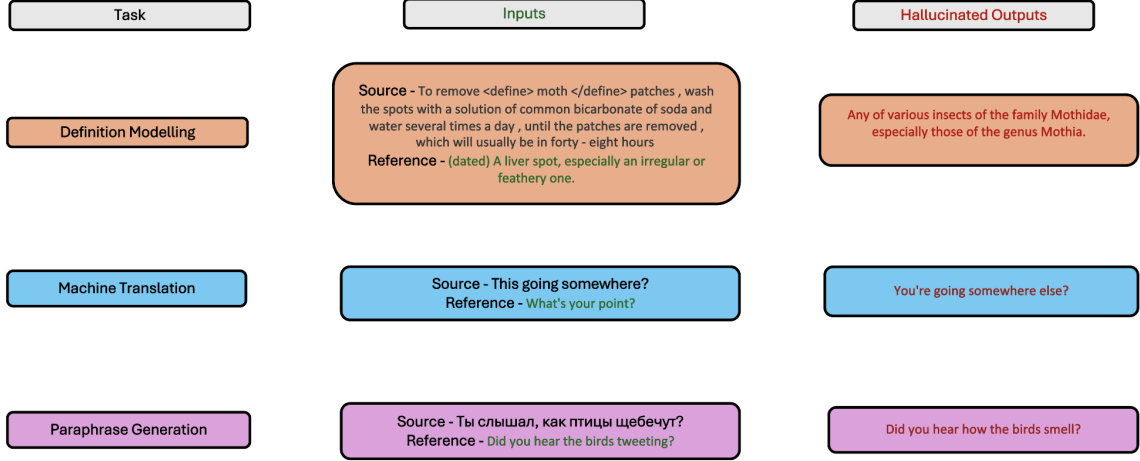 Task
Inputs
Hallucinated Outputs
Definition Modelling
Source - To remove <define> moth </define> patches , wash
the spots with a solution of common bicarbonate of soda and
water several times a day , until the patches are removed ,
which will usually be in forty - eight hours
Reference - (dated) A liver spot, especially an irregular or
feathery one.
Any of various insects of the family Mothidae,
especially those of the genus Mothia.
Machine Translation
Source - This going somewhere?
Reference - What's your point?
You're going somewhere else?
Paraphrase Generation
Source - Ты слышал, как птицы щебечут?
Reference - Did you hear the birds tweeting?
Did you hear how the birds smell?